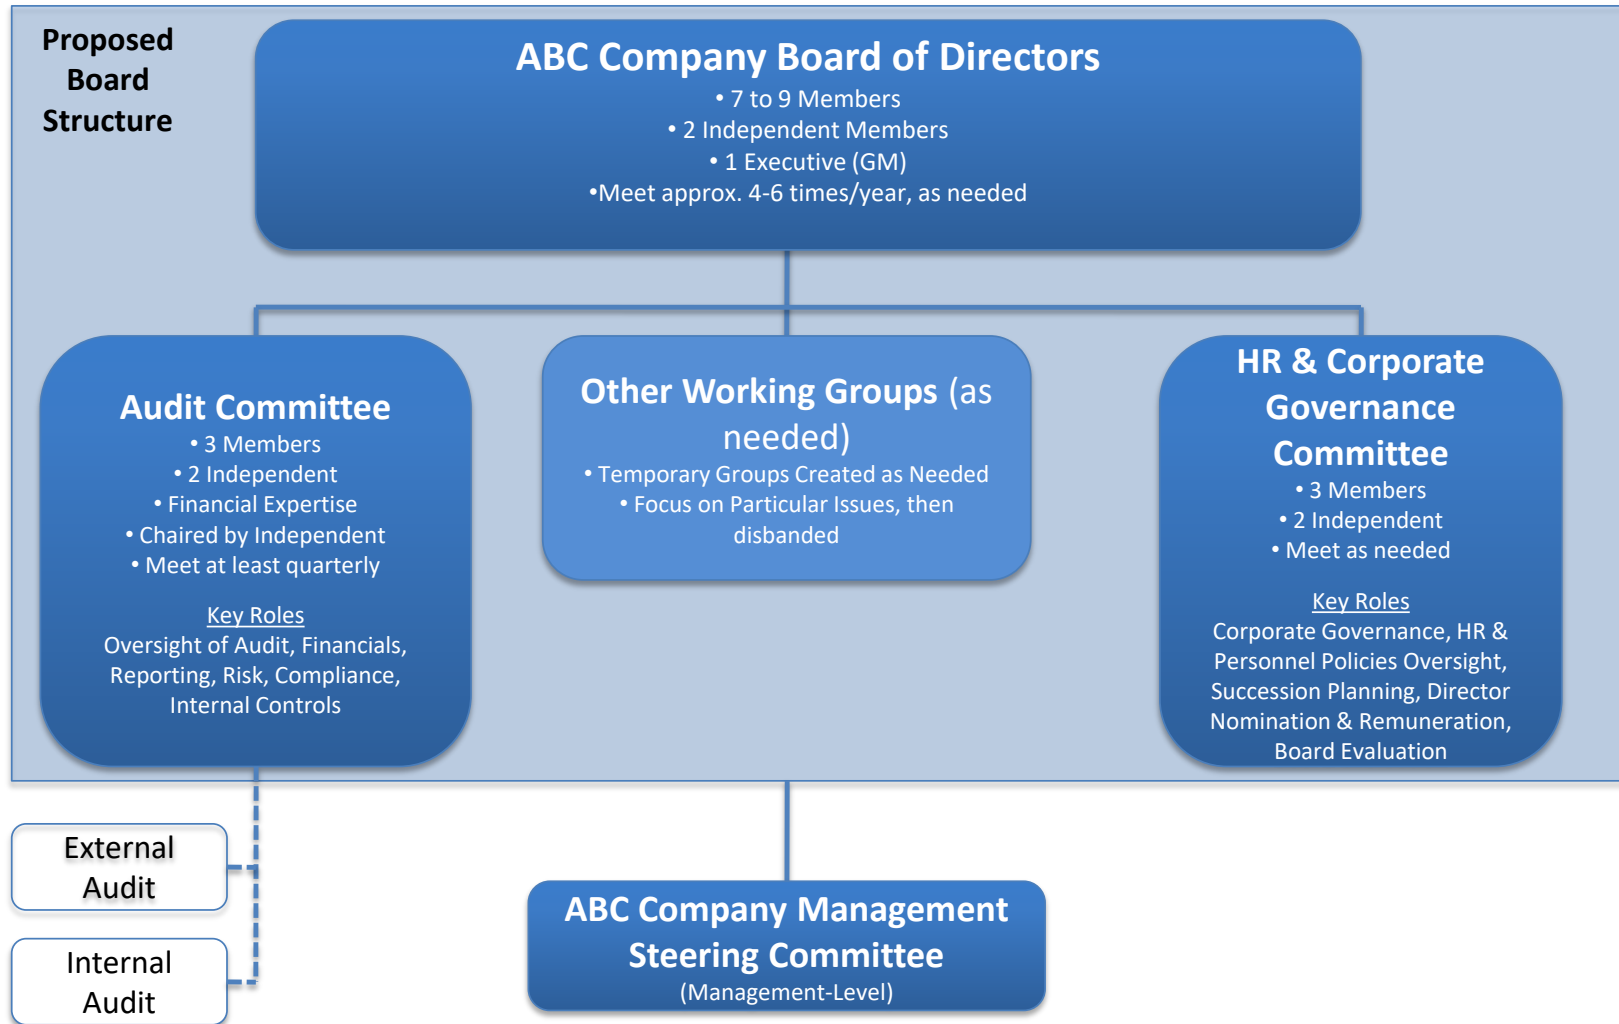 Proposed
Board
Structure
ABC Company Board of Directors
• 7 to 9 Members
• 2 Independent Members
• 1 Executive (GM)
•Meet approx. 4-6 times/year, as needed
Audit Committee
• 3 Members
• 2 Independent
• Financial Expertise
• Chaired by Independent
• Meet at least quarterly
Key Roles
Oversight of Audit, Financials,
Reporting, Risk, Compliance,
Internal Controls
Other Working Groups (as
needed)
• Temporary Groups Created as Needed
• Focus on Particular Issues, then
disbanded
HR & Corporate
Governance
Committee
• 3 Members
• 2 Independent
• Meet as needed
Key Roles
Corporate Governance, HR &
Personnel Policies Oversight,
Succession Planning, Director
Nomination & Remuneration,
Board Evaluation
External
Audit
Internal
Audit
ABC Company Management
Steering Committee
(Management-Level)